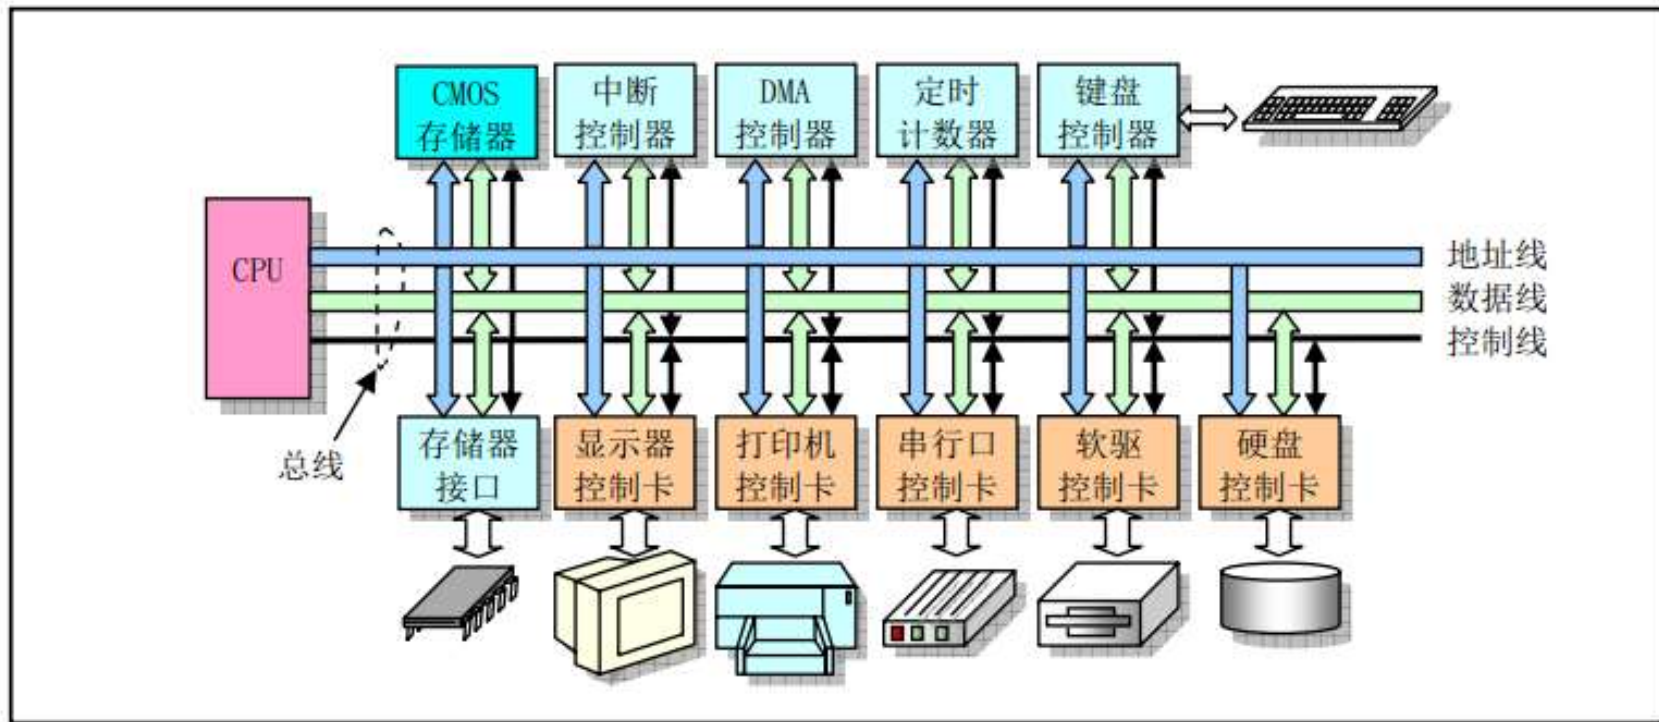 CMOS
存储器
中断
控制器
DMA
控制器
定时
计数器
键盘
控制器
CPU
地址线
数据线
控制线
总线
存储器
接口
显示器
控制卡
打印机
控制卡
串行口
控制卡
软驱
控制卡
硬盘
控制卡